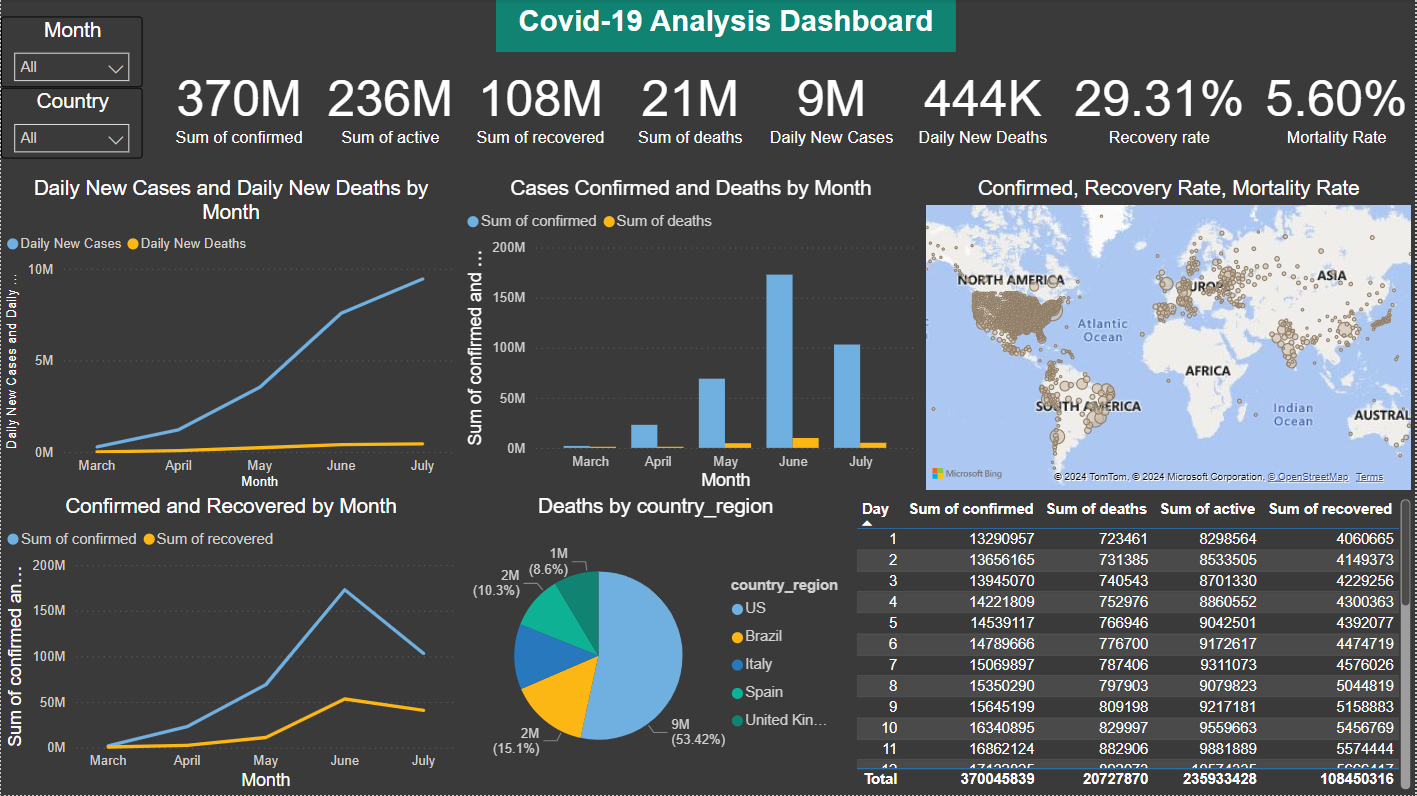 Covid-19 Analysis Dashboard
Month
All
Country
All
370M
Sum of confirmed
236M
Sum of active
108M
Sum of recovered
21M
Sum of deaths
9M
Daily New Cases
444K
Daily New Deaths
29.31%
Recovery rate
5.60%
Mortality Rate
Daily New Cases and Daily New Deaths by
Month
Daily New Cases Daily New Deaths
Daily New Cases and Daily ...
10M
5M
0M
March April May June July
Month
Cases Confirmed and Deaths by Month
Sum of confirmed Sum of deaths
Sum of confirmed and ...
200M
150M
100M
50M
0M
March April May June July
Month
Confirmed, Recovery Rate, Mortality Rate
NORTH AMERICA
EUROP
ASIA
Atlantic
Ocean
AFRICA
SOUTH AMERICA
Indian
Ocean
AUSTRAL
Microsoft Bing
© 2024 TomTom, © 2024 Microsoft Corporation, © OpenStreetMap Terms
Confirmed and Recovered by Month
Sum of confirmed Sum of recovered
Sum of confirmed an...
200M
150M
100M
50M
0M
March April May June July
Month
Deaths by country_region
1M
(8.6%)
2M
(10.3%)
2M
(15.1%)
9M
(53.42%)
country_region
US
Brazil
Italy
Spain
United Kin...
Day Sum of confirmed Sum of deaths Sum of active Sum of recovered
1 13290957 723461 8298564 4060665
2 13656165 731385 8533505 4149373
3 13945070 740543 8701330 4229256
4 14221809 752976 8860552 4300363
5 14539117 766946 9042501 4392077
6 14789666 776700 9172617 4474719
7 15069897 787406 9311073 4576026
8 15350290 797903 9079823 5044819
9 15645199 809198 9217181 5158883
10 16340895 829997 9559663 5456769
11 16862124 882906 9881889 5574444
Total 370045839 20727870 235933428 108450316